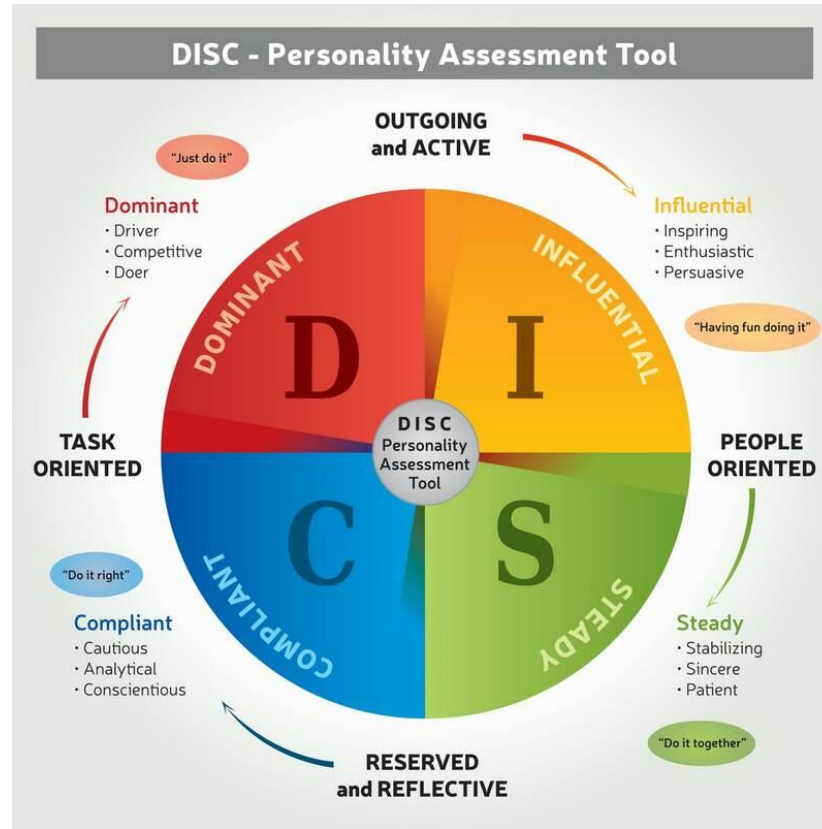 DISC - Personality Assessment Tool
OUTGOING
and ACTIVE
"Just do it"
Dominant
· Driver
· Competitive
· Doer
Influential
· Inspiring
· Enthusiastic
· Persuasive
"Having fun doing it"
DOMINANT
INFLUENTIAL
D
I
DISC
Personality
Assessment
Tool
TASK
ORIENTED
PEOPLE
ORIENTED
C
S
COMPLIANT
STEADY
"Do it right"
Compliant
· Cautious
· Analytical
· Conscientious
Steady
· Stabilizing
· Sincere
· Patient
"Do it together"
RESERVED
and REFLECTIVE